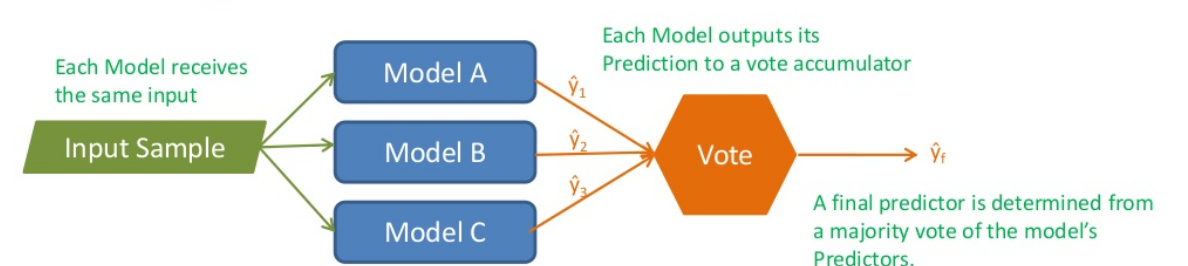 Each Model receives
the same input
Input Sample
Model A
Model B
Model C
ŷ1
ŷ2
ŷ3
Each Model outputs its
Prediction to a vote accumulator
Vote
ŷf
A final predictor is determined from
a majority vote of the model’s
Predictors.